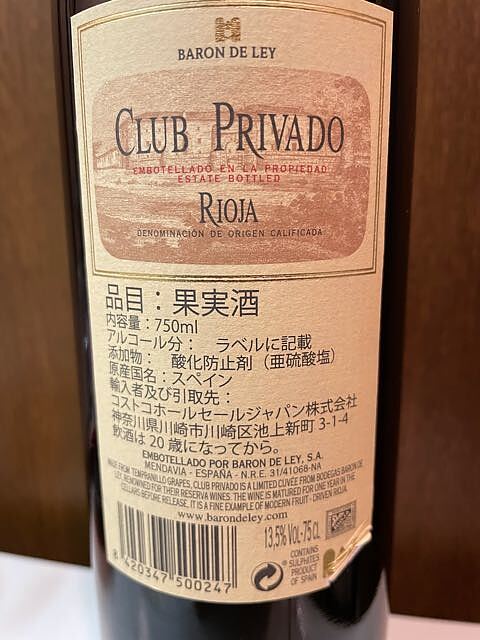 BARON DE LEY
CLUB PRIVADO
EMBOTELLADO EN LA PROPIEDAD
ESTATE BOTTLED
RIOJA
DENOMINACIÓN DE ORIGEN CALIFICADA
品目：果実酒
内容量：750ml
アルコール分： ラベルに記載
添加物： 酸化防止剤（亜硫酸塩）
原産国名：スペイン
輸入者及び引取先：
コストコホールセールジャパン株式会社
神奈川県川崎市川崎区池上新町 3-1-4
飲酒は 20 歳になってから。
EMBOTELLADO POR BARON DE LEY, S.A.
MENDAVIA - ESPAÑA - N.R.E. 31/41068-NA
MADE FROM TEMPRANILLO GRAPES, CLUB PRIVADO IS A LIMITED CUVÉE FROM BODEGAS BARON DE
LEY, RENOWNED FOR THEIR RESERVA WINES. THE WINE IS MATURED FOR ONE YEAR IN THE
CELLARS BEFORE RELEASE. IT IS A FINE EXAMPLE OF MODERN FRUIT - DRIVEN RIOJA.
www.barondeley.com
13,5% VOL-75 CL
CONTAINS
SULPHITES
PRODUCT
OF SPAIN
8 420347 500247